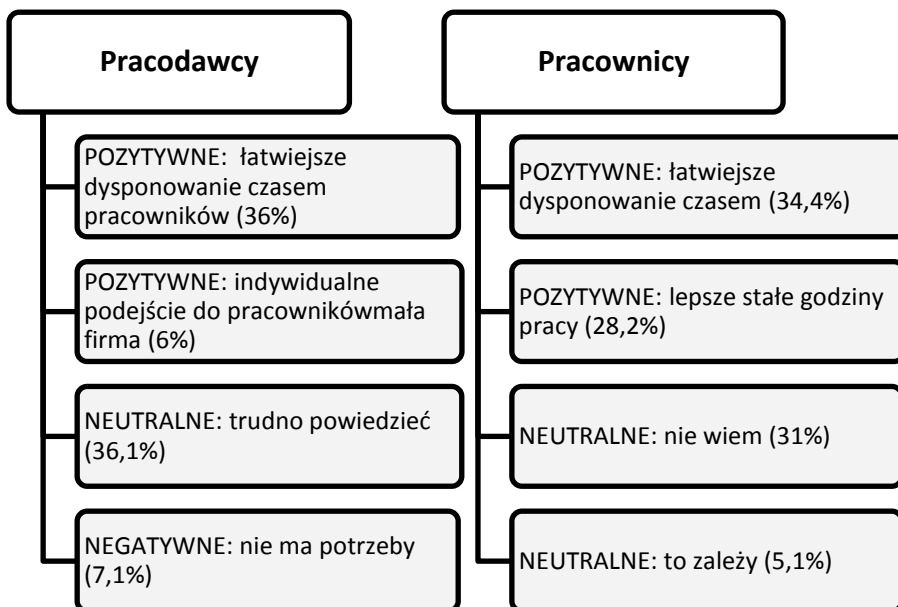 Pracodawcy
POZYTYWNE: łatwiejsze
dysponowanie czasem
pracowników (36%)
POZYTYWNE: indywidualne
podejście do pracownikówmała
firma (6%)
NEUTRALNE: trudno powiedzieć
(36,1%)
NEGATYWNE: nie ma potrzeby
(7,1%)
Pracownicy
POZYTYWNE: łatwiejsze
dysponowanie czasem (34,4%)
POZYTYWNE: lepsze stałe godziny
pracy (28,2%)
NEUTRALNE: nie wiem (31%)
NEUTRALNE: to zależy (5,1%)